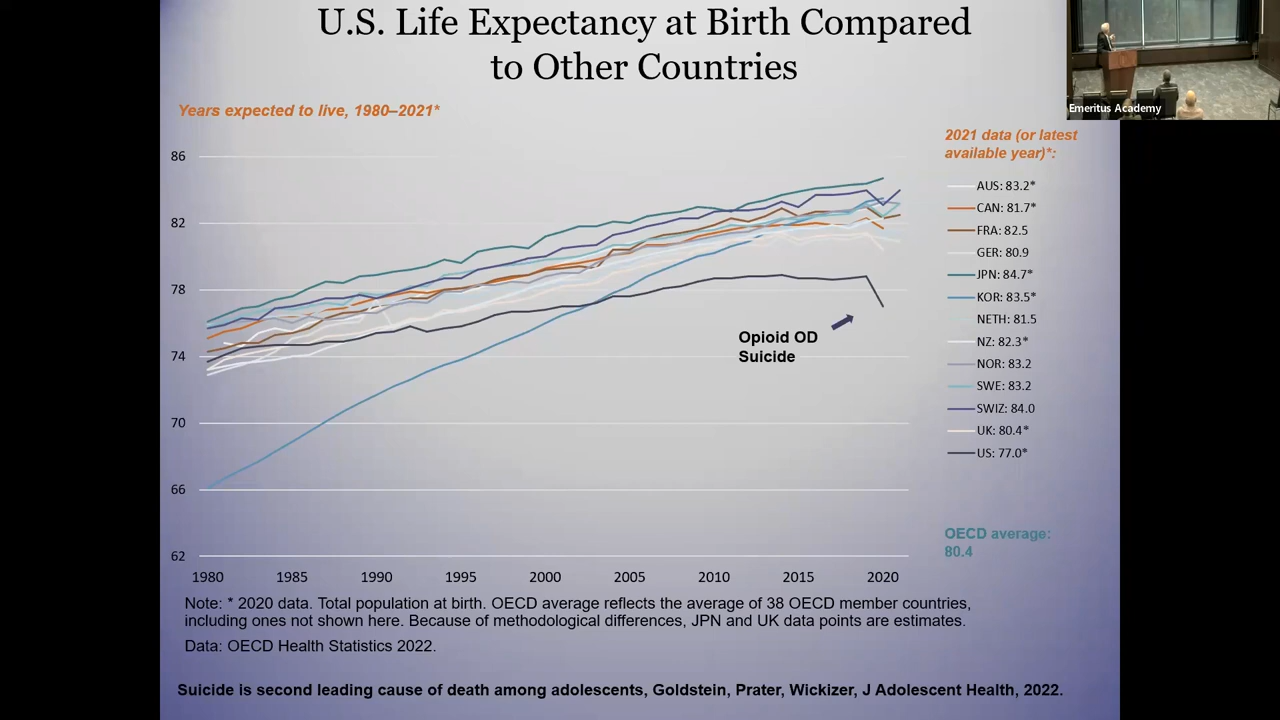 U.S. Life Expectancy at Birth Compared
to Other Countries
Years expected to live, 1980–2021*
Emeritus Academy
2021 data (or latest
available year)*:
86
82
78
74
70
66
62
1980
1985
1990
1995
2000
2005
2010
2015
2020
Opioid OD
Suicide
AUS: 83.2*
CAN: 81.7*
FRA: 82.5
GER: 80.9
JPN: 84.7*
KOR: 83.5*
NETH: 81.5
NZ: 82.3*
NOR: 83.2
SWE: 83.2
SWIZ: 84.0
UK: 80.4*
US: 77.0*
OECD average:
80.4
Note: * 2020 data. Total population at birth. OECD average reflects the average of 38 OECD member countries,
including ones not shown here. Because of methodological differences, JPN and UK data points are estimates.
Data: OECD Health Statistics 2022.
Suicide is second leading cause of death among adolescents, Goldstein, Prater, Wickizer, J Adolescent Health, 2022.